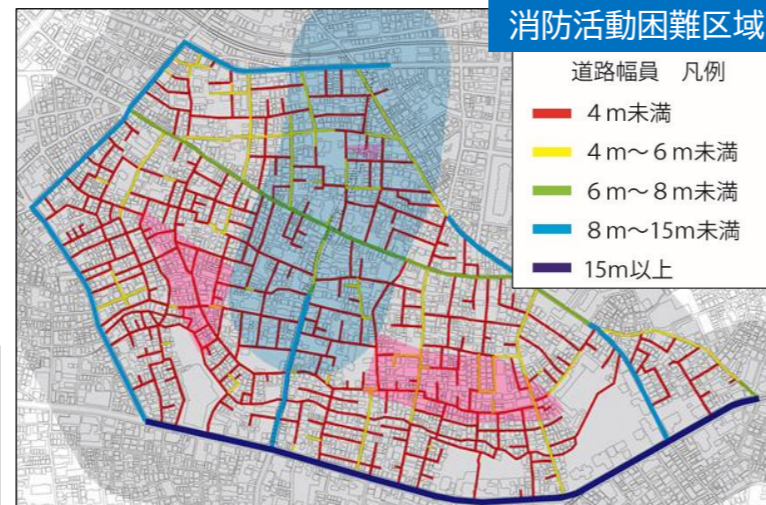 消防活動困難区域
道路幅員　凡例
4m未満
4m～6m未満
6m～8m未満
8m～15m未満
15m以上